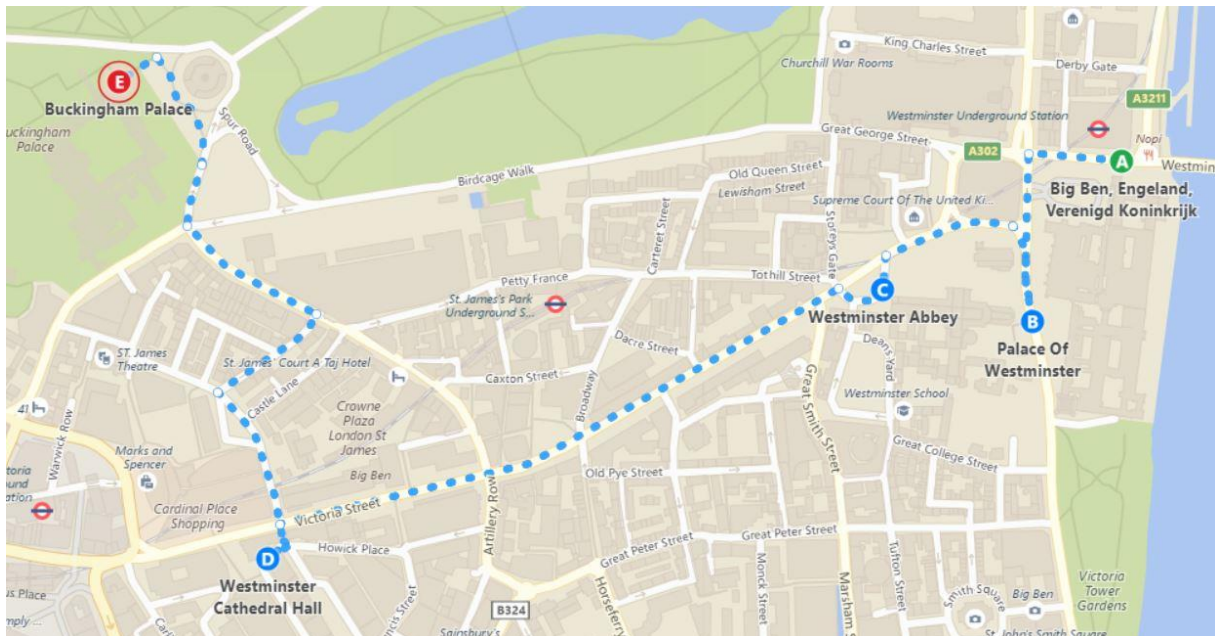 King Charles Street
Churchill War Rooms
Derby Gate
A3211
E
Buckingham Palace
Buckingham
Palace
Spur Road
Westminster Underground Station
Nopi
Great George Street
A302
A
Big Ben, Engeland,
Verenigd Koninkrijk
Birdcage Walk
Old Queen Street
Lewisham Street
Supreme Court Of The United Ki...
Carteret Street
Storeys Gate
Petty France
Tothill Street
St. James's Park
Underground S...
C
Westminster Abbey
B
Palace Of
Westminster
Dacre Street
Deans Yard
ST. James
Theatre
St. James' Court A Taj Hotel
Castle Lane
Caxton Street
Broadway
Great Smith Street
Westminster School
41
Warwick Row
Crowne
Plaza
London St
James
Marks and
Spencer
Big Ben
Old Pye Street
Great College Street
Cardinal Place
Shopping
Victoria Street
Artillery Row
D
Howick Place
Westminster
Cathedral Hall
Great Peter Street
Great Peter Street
Monck Street
Tufton Street
Smith Square
Big Ben
Victoria
Tower
Gardens
B324
St. John's Smith Square